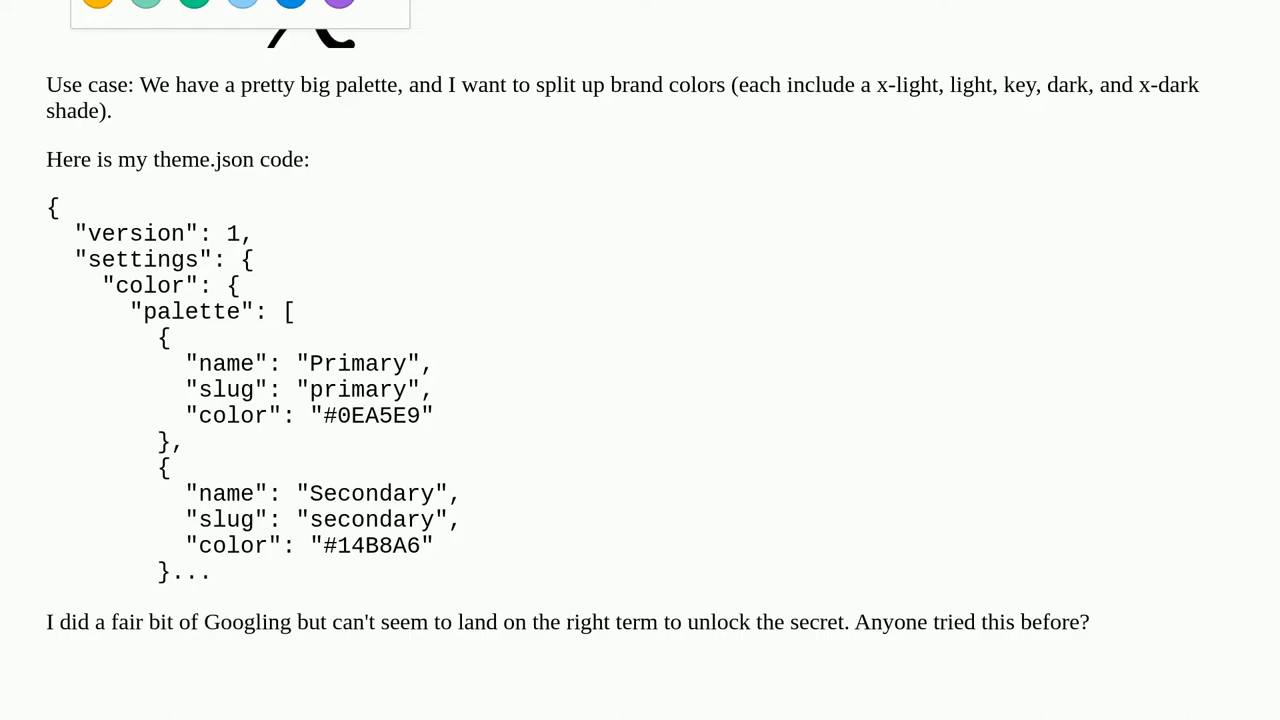 Use case: We have a pretty big palette, and I want to split up brand colors (each include a x-light, light, key, dark, and x-dark
shade).
Here is my theme.json code:
{
  "version": 1,
  "settings": {
    "color": {
      "palette": [
        {
          "name": "Primary",
          "slug": "primary",
          "color": "#0EA5E9"
        },
        {
          "name": "Secondary",
          "slug": "secondary",
          "color": "#14B8A6"
        }...
I did a fair bit of Googling but can't seem to land on the right term to unlock the secret. Anyone tried this before?